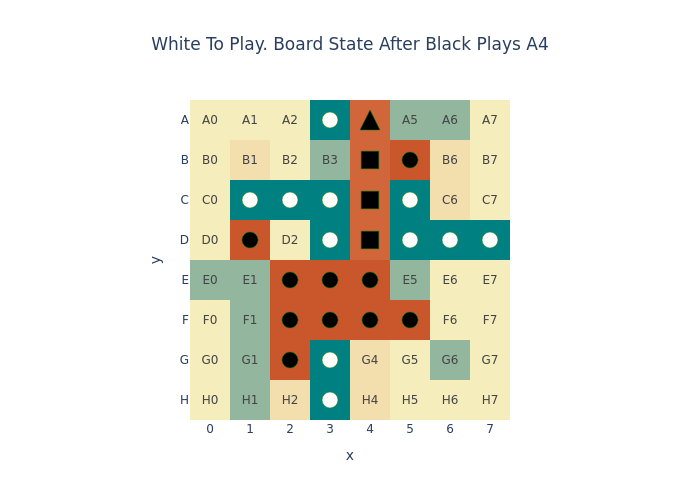 White To Play. Board State After Black Plays A4
A A0 A1 A2 A5 A6 A7
B B0 B1 B2 B3 B6 B7
C C0 C6 C7
D D0 D2
y
E E0 E1 E5 E6 E7
F F0 F1 F6 F7
G G0 G1 G4 G5 G6 G7
H H0 H1 H2 H4 H5 H6 H7
0 1 2 3 4 5 6 7
x